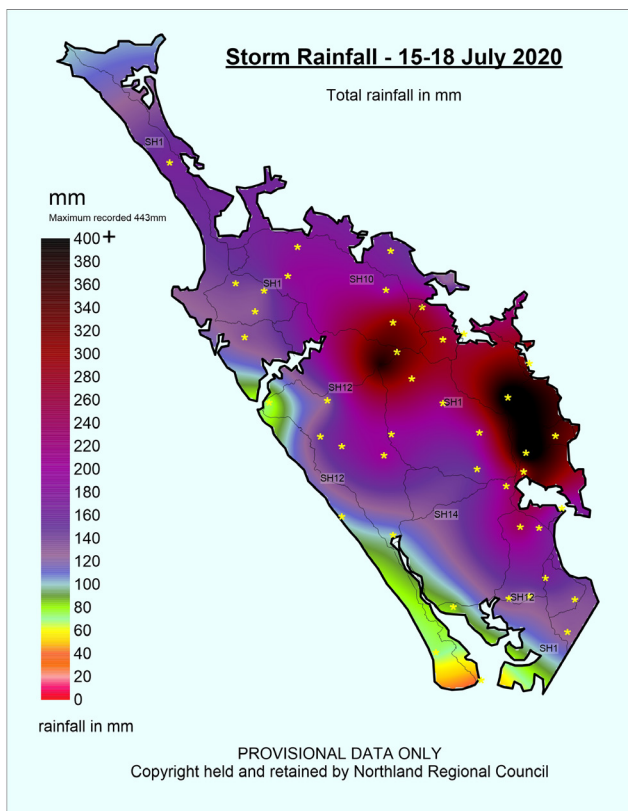 Storm Rainfall - 15-18 July 2020
Total rainfall in mm
SH1
mm
Maximum recorded 443mm
400 +
380
360
340
320
300
280
260
240
220
200
180
160
140
120
100
80
60
40
20
0
rainfall in mm
SH1
SH10
SH12
SH1
SH12
SH14
SH12
SH1
PROVISIONAL DATA ONLY
Copyright held and retained by Northland Regional Council